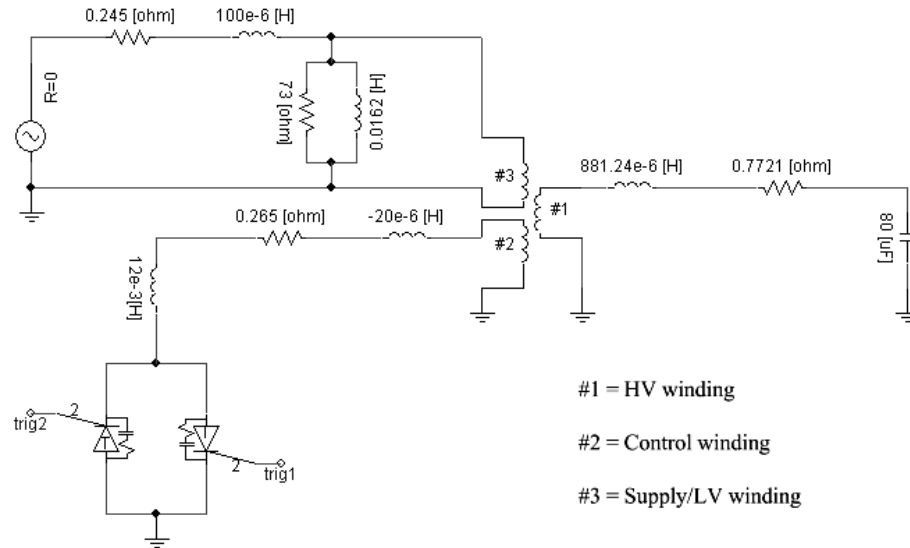 0.245 [ohm]
100e-6 [H]
R=0
73 [ohm]
0.0162 [H]
#3
881.24e-6 [H]
0.7721 [ohm]
#1
0.265 [ohm]
-20e-6 [H]
#2
80 [uF]
12e-3[H]
#1 = HV winding
trig2
2
2
trig1
#2 = Control winding
#3 = Supply/LV winding